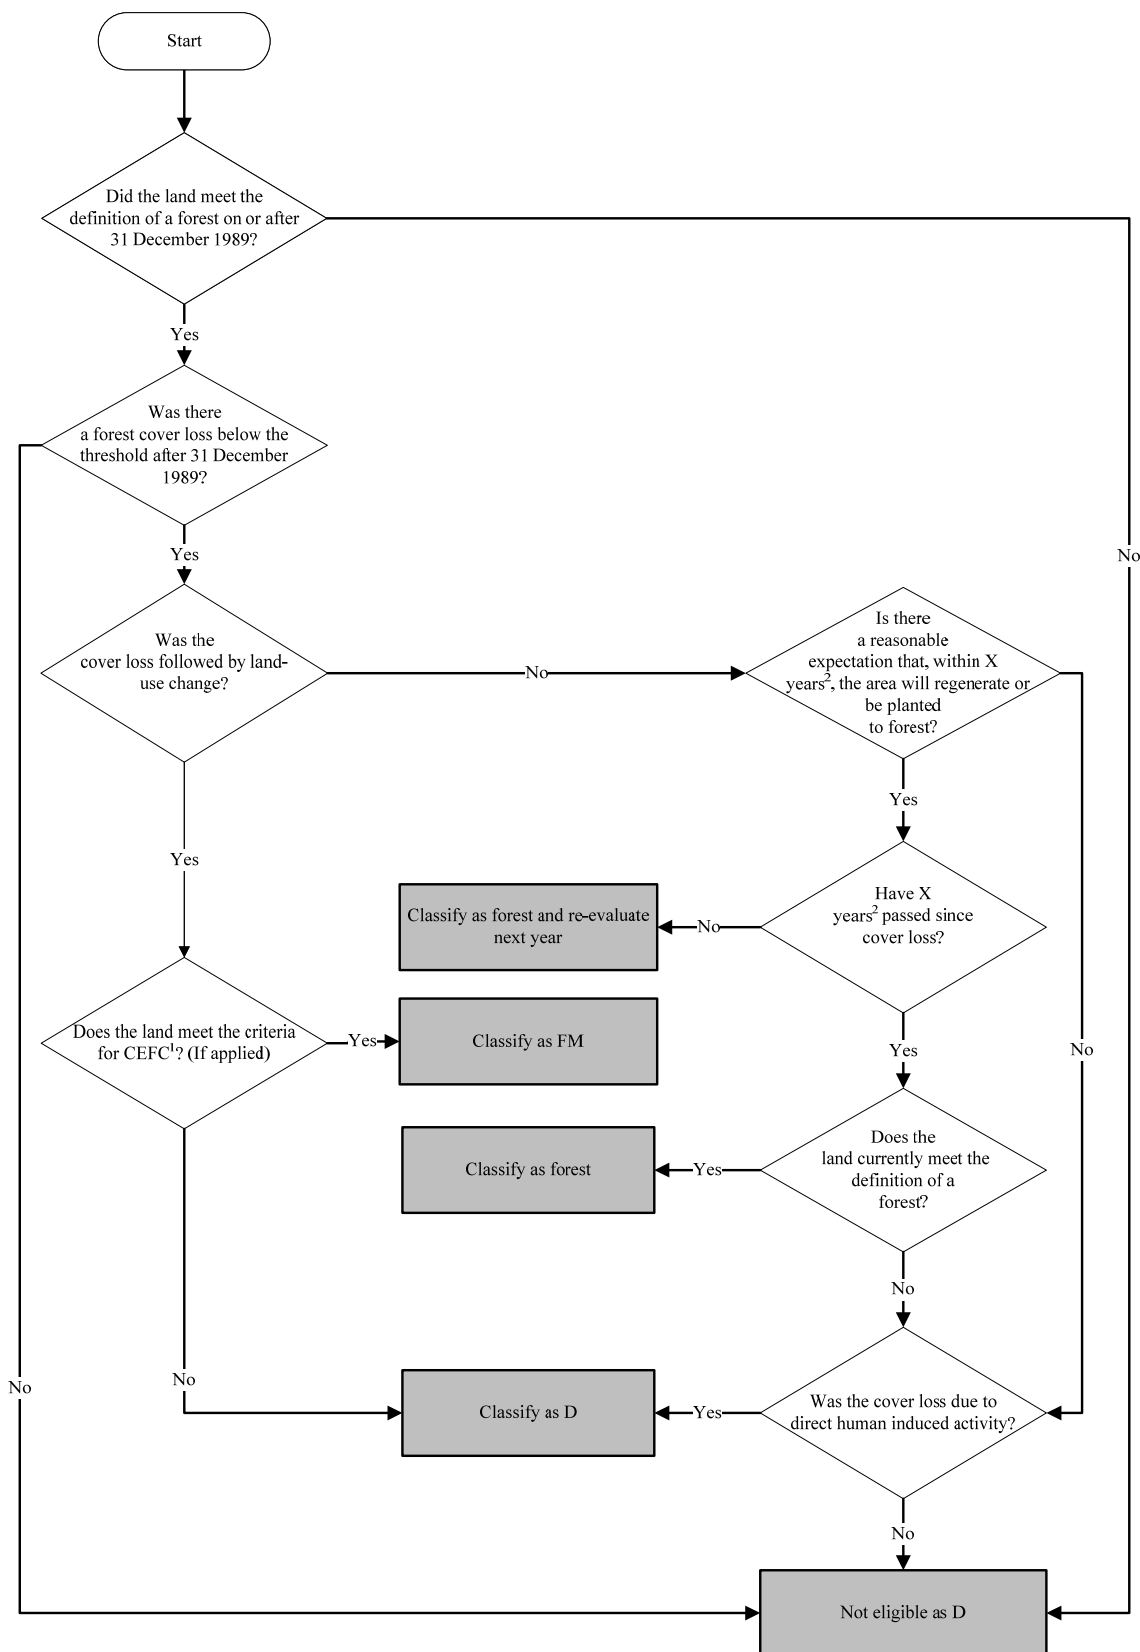 Start
Did the land meet the
definition of a forest on or after
31 December 1989?
Yes
Was there
a forest cover loss below the
threshold after 31 December
1989?
Yes
No
Was the
cover loss followed by land-
use change?
No
Is there
a reasonable
expectation that, within X
years², the area will regenerate or
be planted
to forest?
Yes
Yes
Have X
years² passed since
cover loss?
No
Classify as forest and re-evaluate
next year
Does the land meet the criteria
for CEFC¹? (If applied)
Yes
Classify as FM
Yes
No
Does the
land currently meet the
definition of a
forest?
Yes
Classify as forest
No
No
No
Was the cover loss due to
direct human induced activity?
Yes
Classify as D
No
Not eligible as D